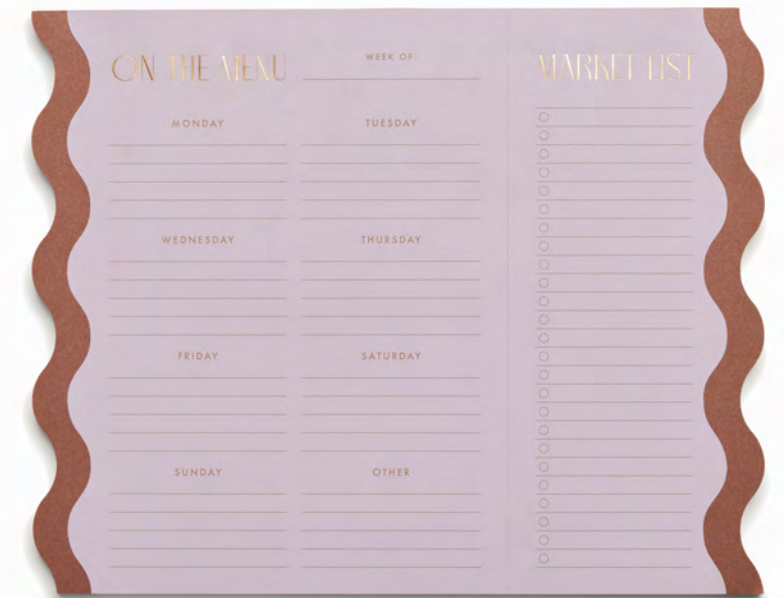 ON THE MENU
WEEK OF:
MONDAY
TUESDAY
WEDNESDAY
THURSDAY
FRIDAY
SATURDAY
SUNDAY
OTHER
MARKET LIST